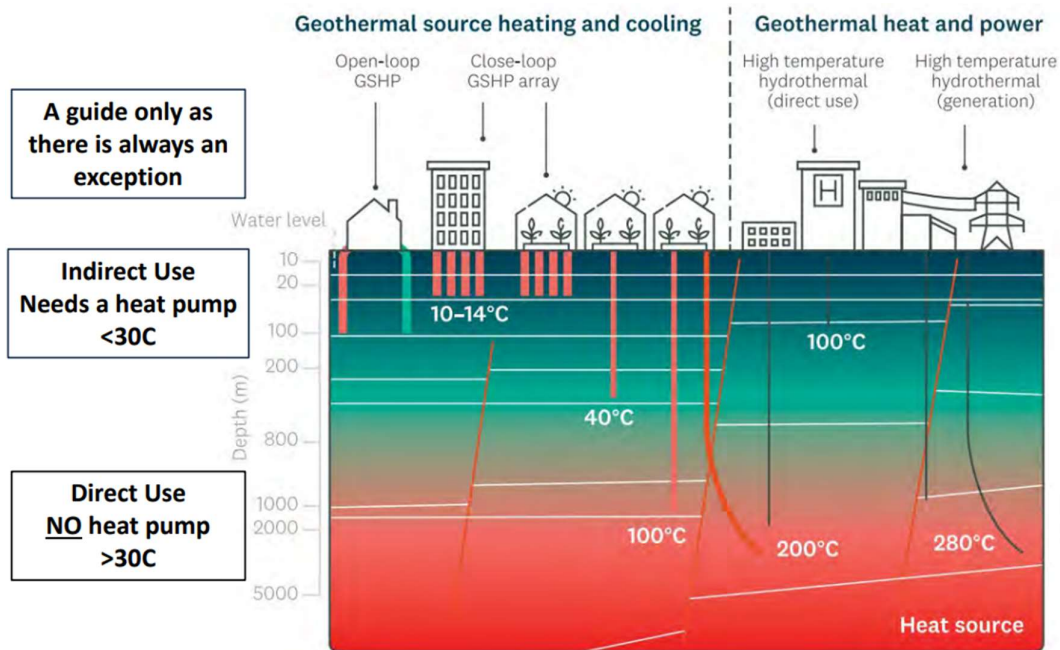 Geothermal source heating and cooling
Geothermal heat and power
Open-loop
GSHP
Close-loop
GSHP array
High temperature
hydrothermal
(direct use)
High temperature
hydrothermal
(generation)
A guide only as
there is always an
exception
H
Water level
Indirect Use
Needs a heat pump
<30C
Direct Use
NO heat pump
>30C
Depth (m)
10
20
100
200
800
1000
2000
5000
10–14°C
100°C
40°C
100°C
200°C
280°C
Heat source